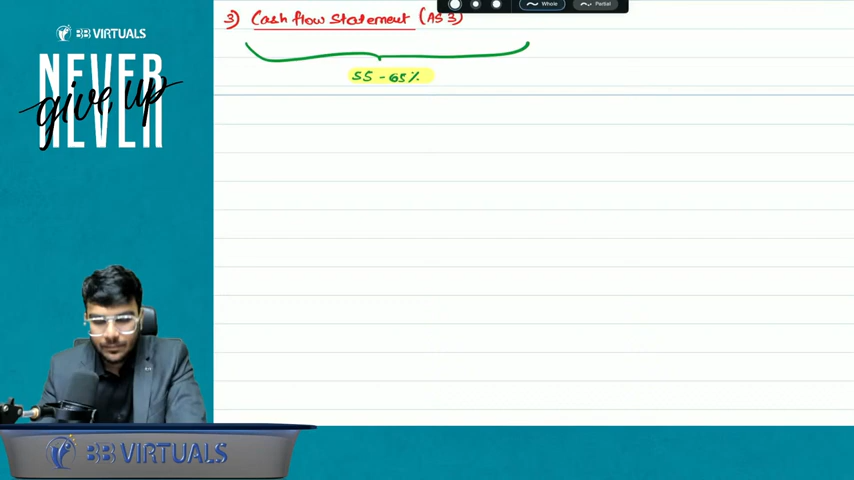 3) Cash flow Statement (AS 3)
Whole
Partial
55 - 65%
BB VIRTUALS
NEVER
give up
NEVER
BB VIRTUALS